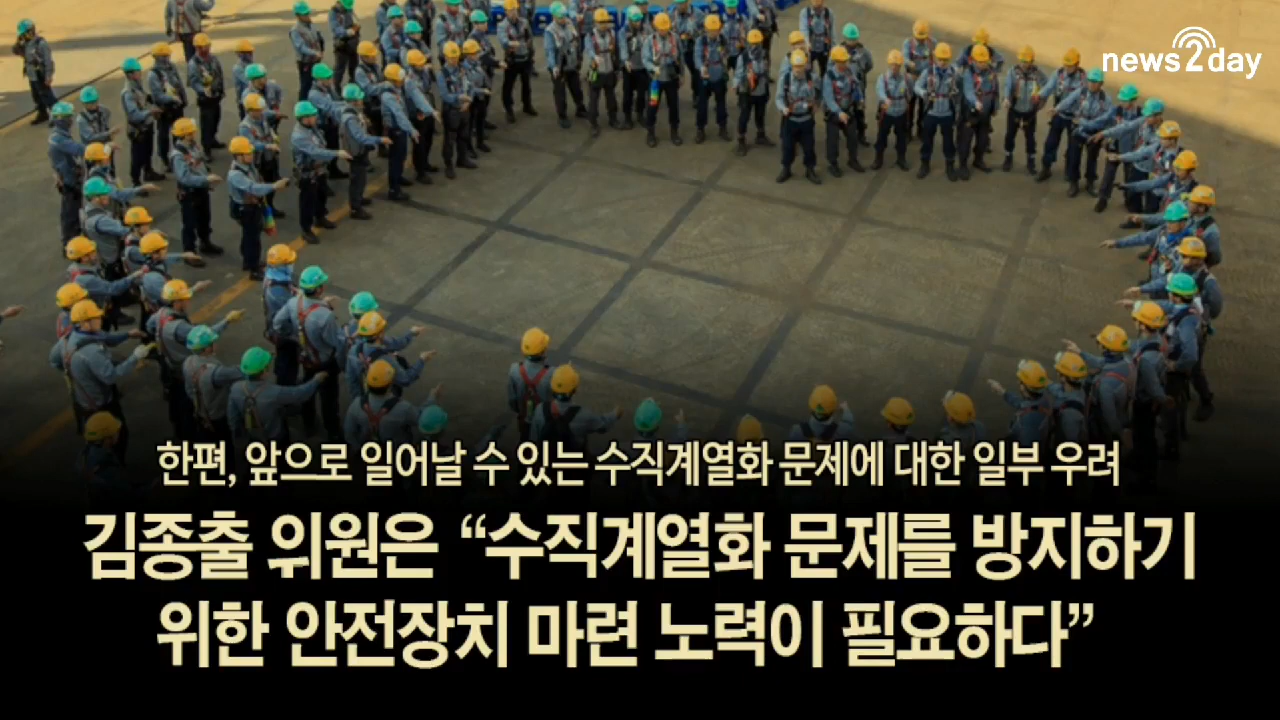 news2day
한편, 앞으로 일어날 수 있는 수직계열화 문제에 대한 일부 우려
김종출 위원은 “수직계열화 문제를 방지하기
위한 안전장치 마련 노력이 필요하다”